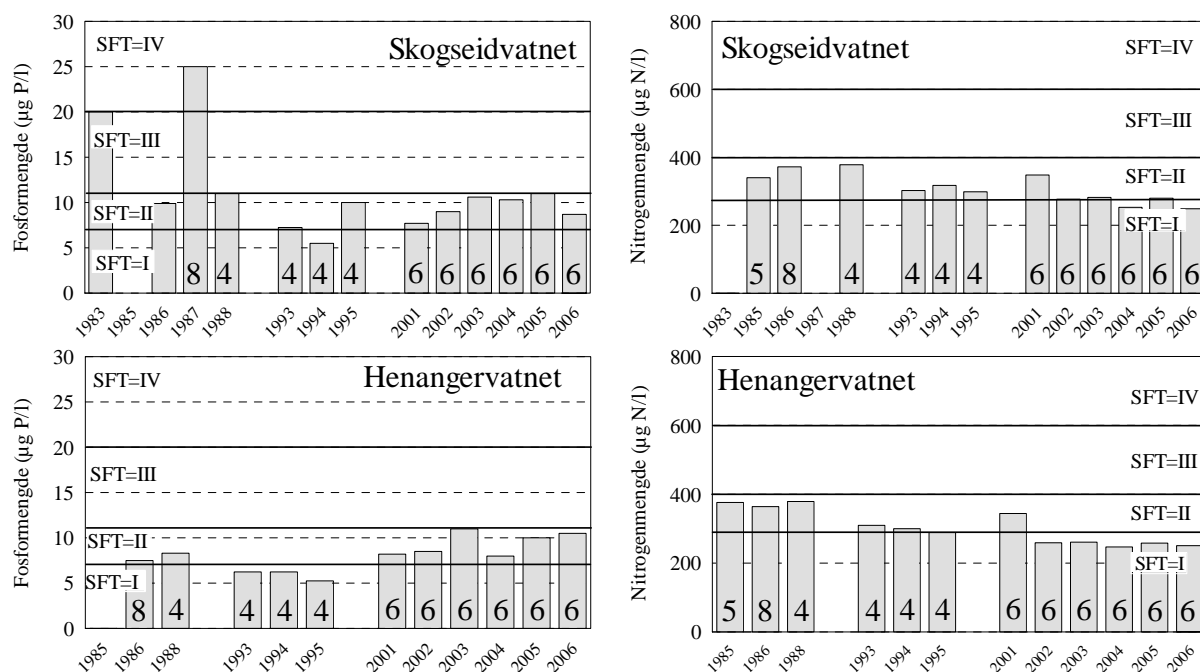 Skogseidvatnet
Fosformengde (µg P/l)
30
25
20
15
10
5
0
SFT=IV
SFT=III
SFT=II
SFT=I
8 4 4 4 4 6 6 6 6 6 6
1983 1985 1986 1987 1988 1993 1994 1995 2001 2002 2003 2004 2005 2006
Skogseidvatnet
Nitrogenmengde (µg N/l)
800
600
400
200
0
SFT=IV
SFT=III
SFT=II
SFT=I
5 8 4 4 4 4 6 6 6 6 6 6
1983 1985 1986 1987 1988 1993 1994 1995 2001 2002 2003 2004 2005 2006
Henangervatnet
Fosformengde (µg P/l)
30
25
20
15
10
5
0
SFT=IV
SFT=III
SFT=II
SFT=I
8 4 4 4 4 6 6 6 6 6 6
1985 1986 1988 1993 1994 1995 2001 2002 2003 2004 2005 2006
Henangervatnet
Nitrogenmengde (µg N/l)
800
600
400
200
0
SFT=IV
SFT=III
SFT=II
SFT=I
5 8 4 4 4 4 6 6 6 6 6 6
1985 1986 1988 1993 1994 1995 2001 2002 2003 2004 2005 2006